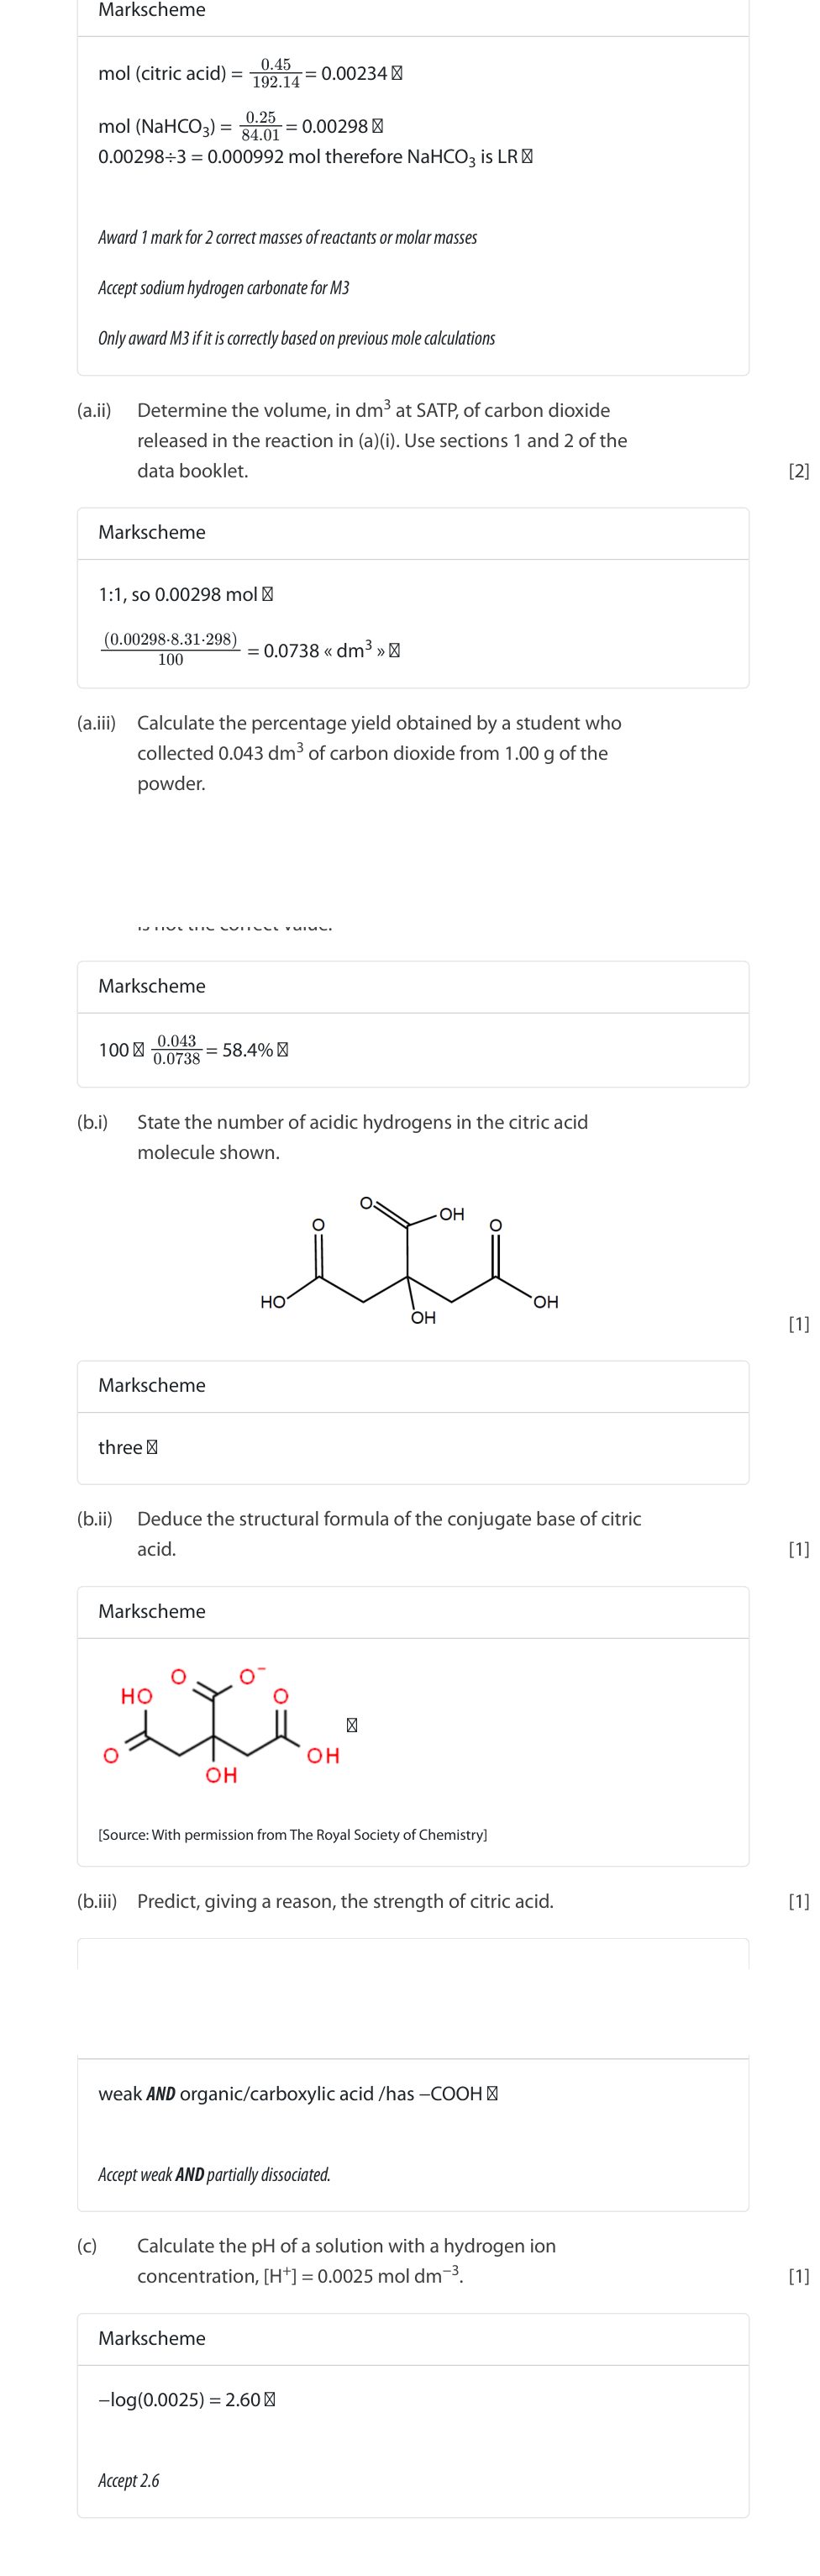 Markscheme
mol (citric acid) = 0.45/192.14 = 0.00234 ☒
mol (NaHCO₃) = 0.25/84.01 = 0.00298 ☒
0.00298÷3 = 0.000992 mol therefore NaHCO₃ is LR ☒
Award 1 mark for 2 correct masses of reactants or molar masses
Accept sodium hydrogen carbonate for M3
Only award M3 if it is correctly based on previous mole calculations
(a.ii) Determine the volume, in dm³ at SATP, of carbon dioxide
released in the reaction in (a)(i). Use sections 1 and 2 of the
data booklet. [2]
Markscheme
1:1, so 0.00298 mol ☒
(0.00298·8.31·298)/100 = 0.0738 « dm³ » ☒
(a.iii) Calculate the percentage yield obtained by a student who
collected 0.043 dm³ of carbon dioxide from 1.00 g of the
powder.
is not the correct value.
Markscheme
100 ☒ 0.043/0.0738 = 58.4% ☒
(b.i) State the number of acidic hydrogens in the citric acid
molecule shown.
O OH
O O
HO OH
OH
[1]
Markscheme
three ☒
(b.ii) Deduce the structural formula of the conjugate base of citric
acid. [1]
Markscheme
O O⁻
HO O
☒
O OH
OH
[Source: With permission from The Royal Society of Chemistry]
(b.iii) Predict, giving a reason, the strength of citric acid. [1]
weak AND organic/carboxylic acid /has –COOH ☒
Accept weak AND partially dissociated.
(c) Calculate the pH of a solution with a hydrogen ion
concentration, [H⁺] = 0.0025 mol dm⁻³. [1]
Markscheme
–log(0.0025) = 2.60 ☒
Accept 2.6